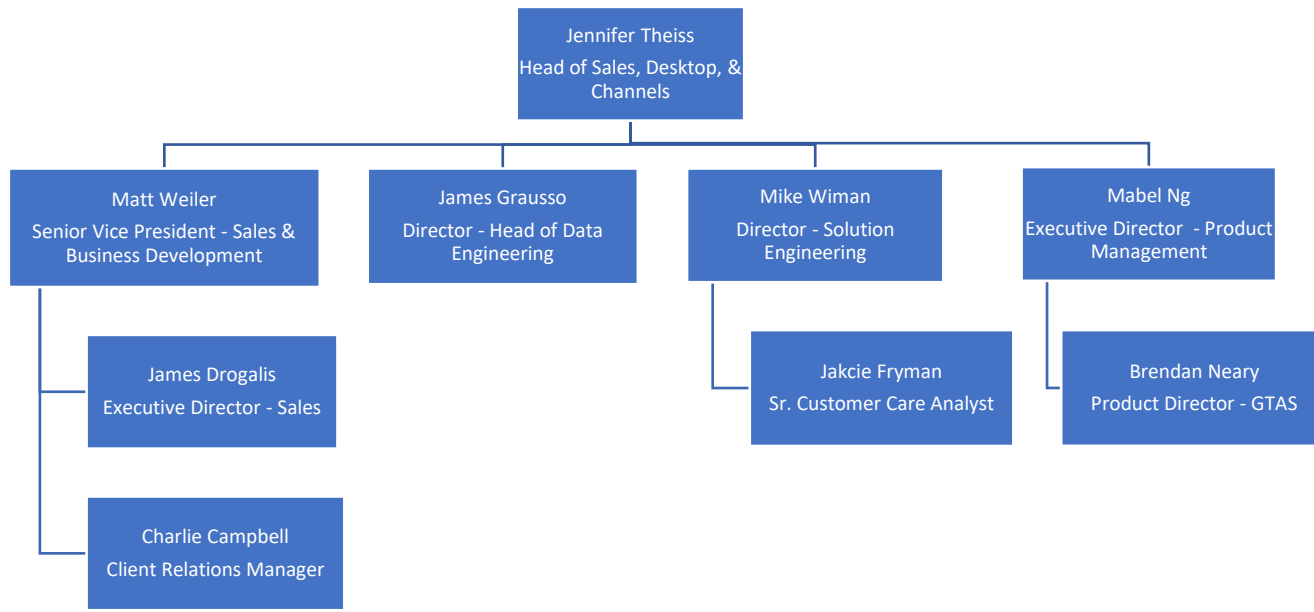 Jennifer Theiss
Head of Sales, Desktop, &
Channels
Matt Weiler
Senior Vice President - Sales &
Business Development
James Grausso
Director - Head of Data
Engineering
Mike Wiman
Director - Solution
Engineering
Mabel Ng
Executive Director  - Product
Management
James Drogalis
Executive Director - Sales
Jakcie Fryman
Sr. Customer Care Analyst
Brendan Neary
Product Director - GTAS
Charlie Campbell
Client Relations Manager